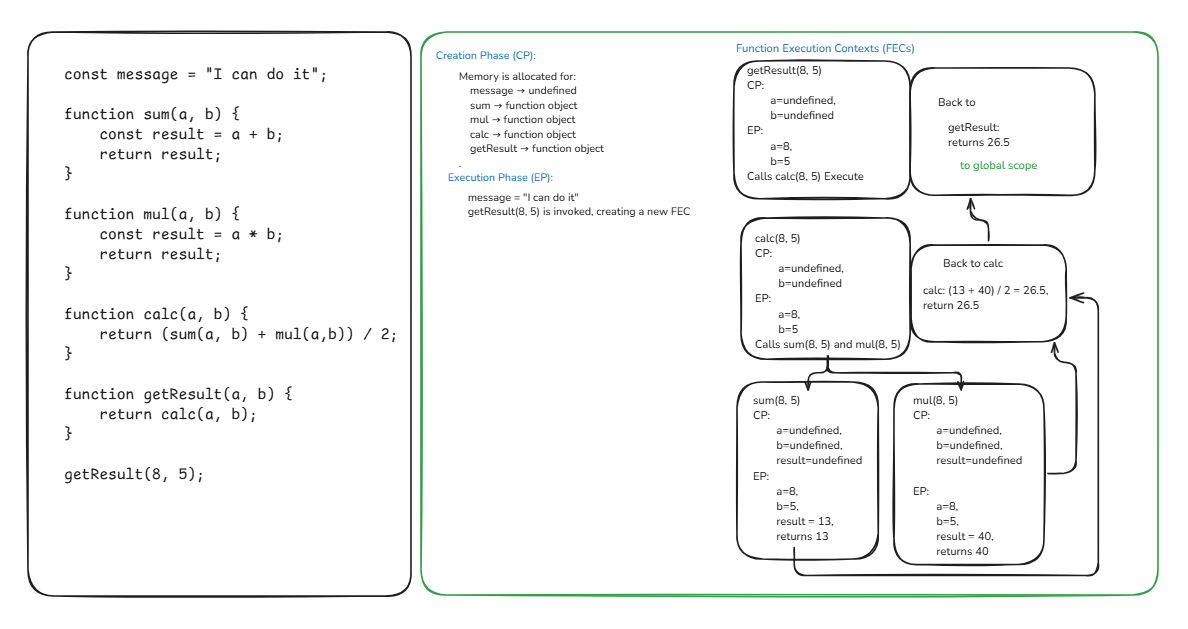 const message = "I can do it";
function sum(a, b) {
const result = a + b;
return result;
}
function mul(a, b) {
const result = a * b;
return result;
}
function calc(a, b) {
return (sum(a, b) + mul(a,b)) / 2;
}
function getResult(a, b) {
return calc(a, b);
}
getResult(8, 5);
Creation Phase (CP):
Memory is allocated for:
message → undefined
sum → function object
mul → function object
calc → function object
getResult → function object
.
Execution Phase (EP):
message = "I can do it"
getResult(8, 5) is invoked, creating a new FEC
Function Execution Contexts (FECs)
getResult(8, 5)
CP:
a=undefined,
b=undefined
EP:
a=8,
b=5
Calls calc(8, 5) Execute
Back to
getResult:
returns 26.5
to global scope
calc(8, 5)
CP:
a=undefined,
b=undefined
EP:
a=8,
b=5
Calls sum(8, 5) and mul(8, 5)
Back to calc
calc: (13 + 40) / 2 = 26.5,
return 26.5
sum(8, 5)
CP:
a=undefined,
b=undefined,
result=undefined
EP:
a=8,
b=5,
result = 13,
returns 13
mul(8, 5)
CP:
a=undefined,
b=undefined,
result=undefined
EP:
a=8,
b=5,
result = 40,
returns 40